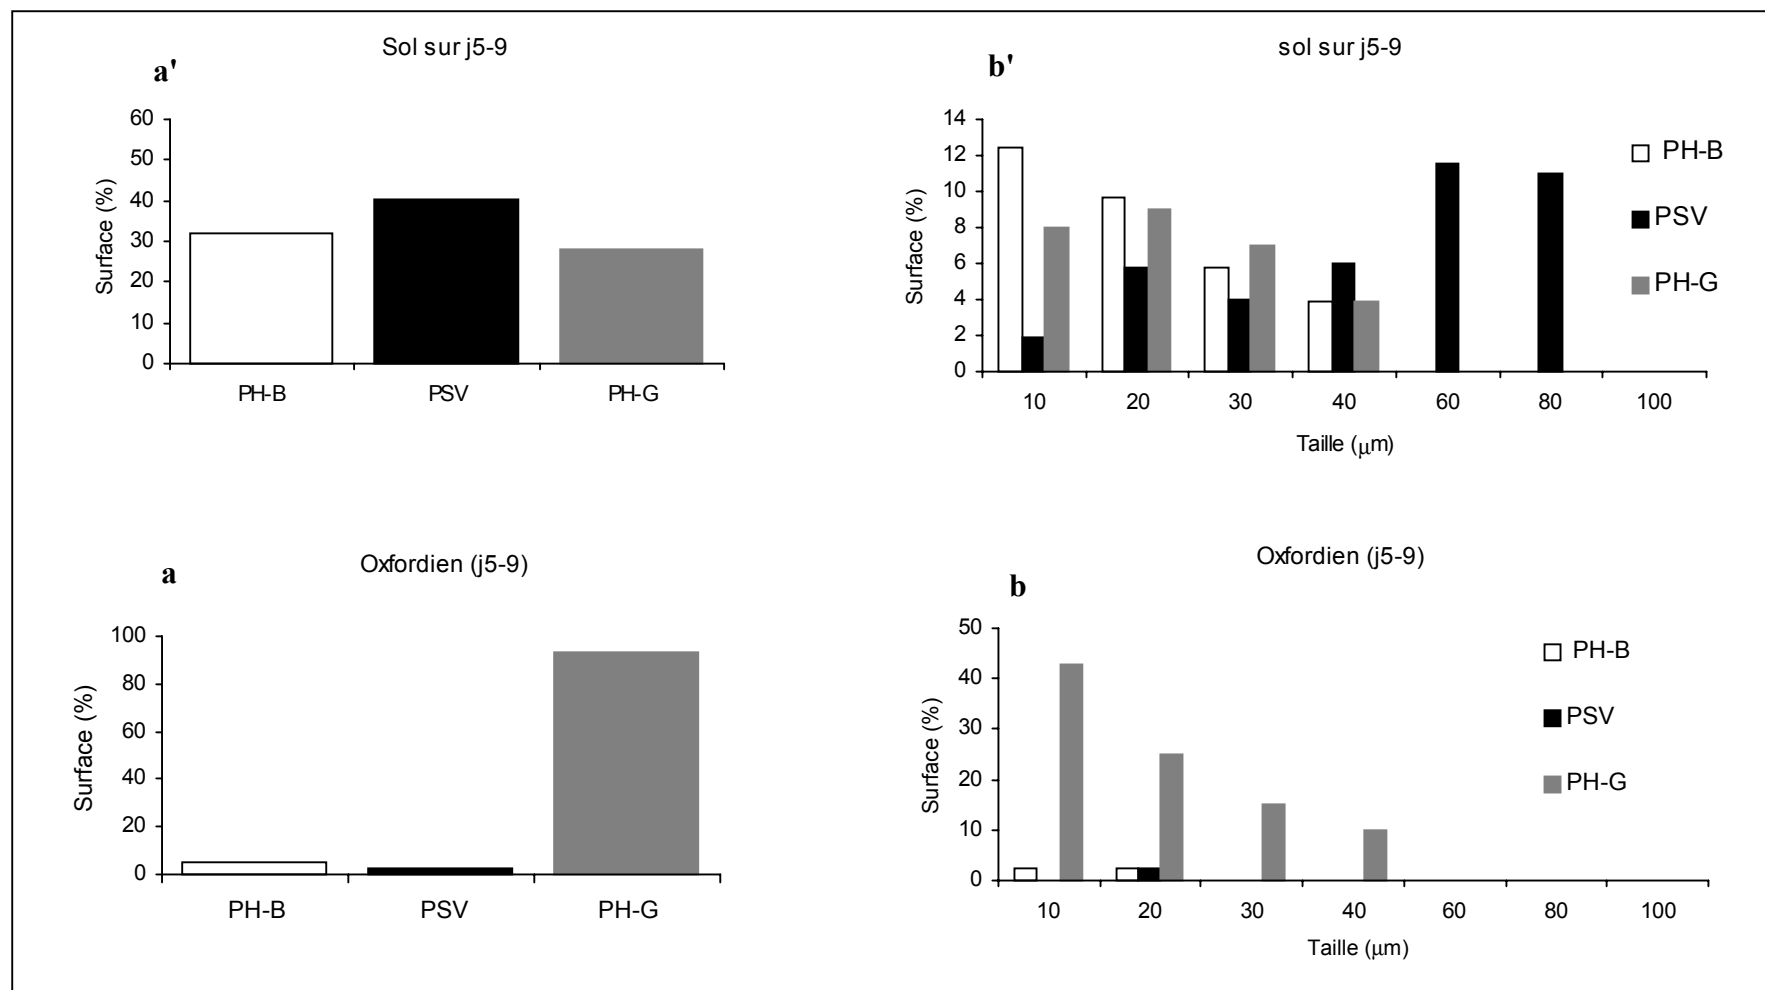 Sol sur j5-9
a'
60
50
40
30
20
10
0
Surface (%)
PH-B PSV PH-G
sol sur j5-9
b'
14
12
10
8
6
4
2
0
Surface (%)
10 20 30 40 60 80 100
Taille (μm)
PH-B
PSV
PH-G
Oxfordien (j5-9)
a
100
80
60
40
20
0
Surface (%)
PH-B PSV PH-G
Oxfordien (j5-9)
b
50
40
30
20
10
0
Surface (%)
10 20 30 40 60 80 100
Taille (μm)
PH-B
PSV
PH-G